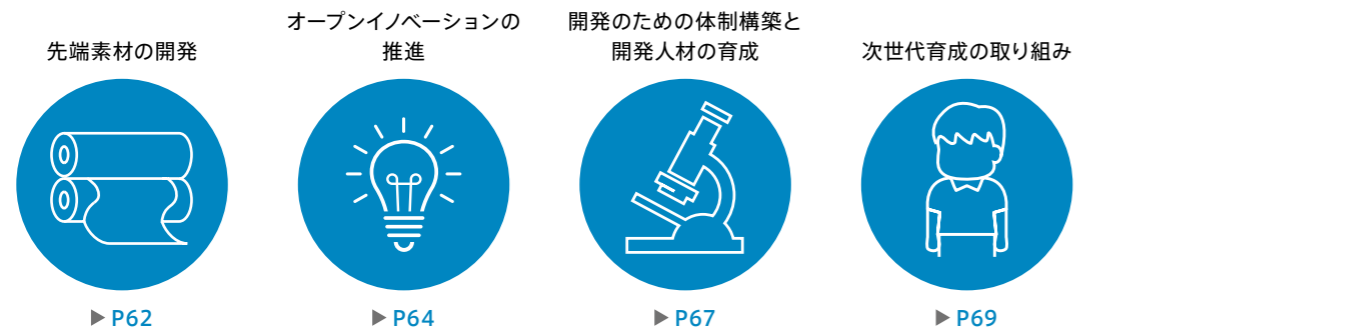 先端素材の開発
オープンイノベーションの
推進
開発のための体制構築と
開発人材の育成
次世代育成の取り組み
▶ P62
▶ P64
▶ P67
▶ P69